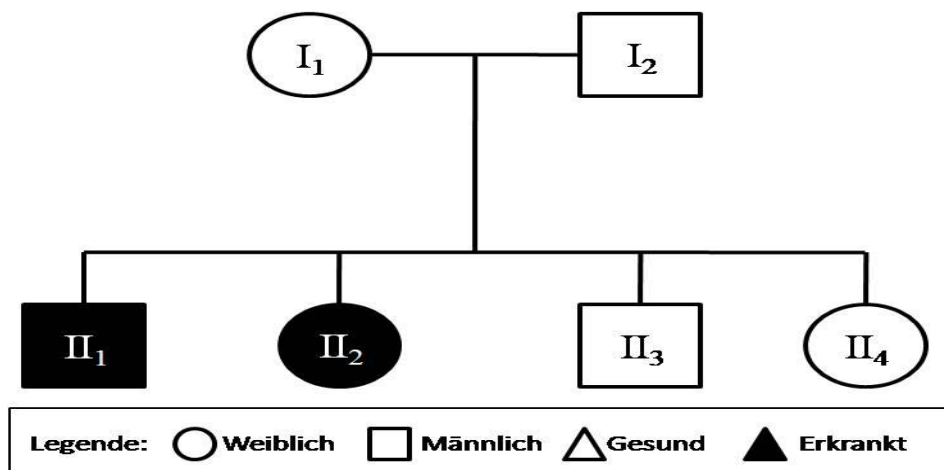 I₁ I₂
II₁ II₂ II₃ II₄
Legende: Weiblich Männlich Gesund Erkrankt